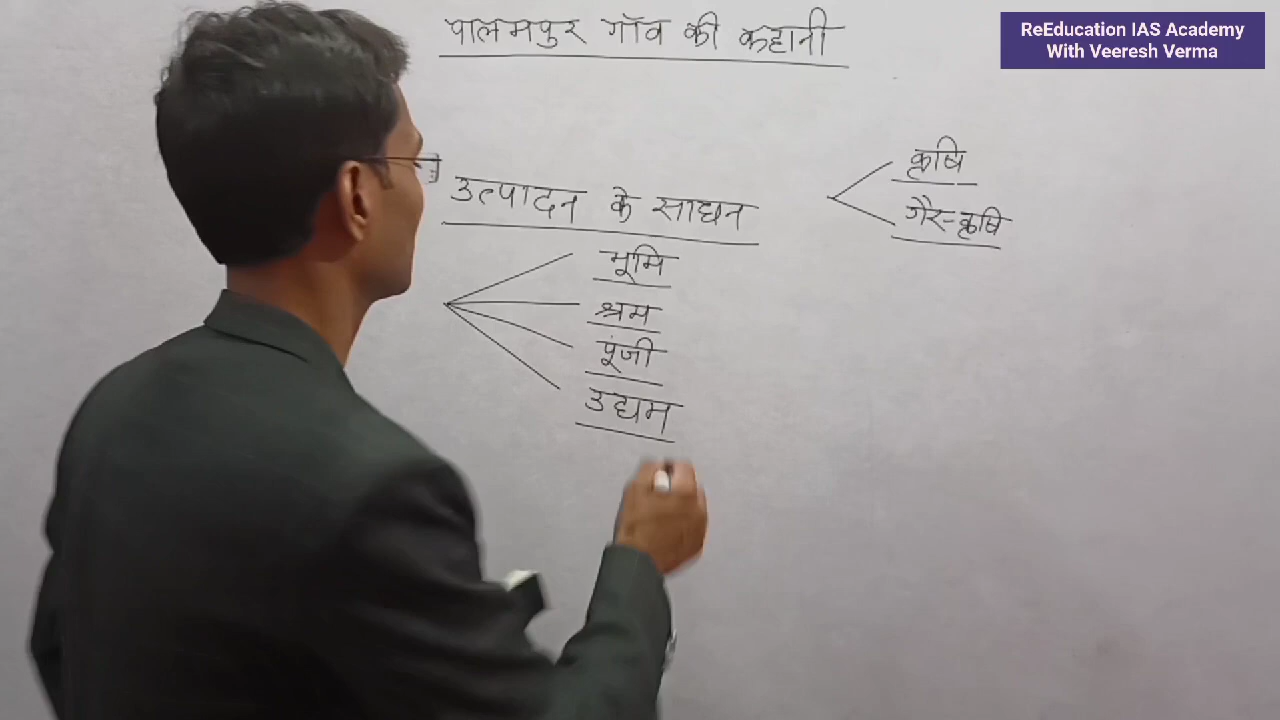 पालमपुर गाँव की कहानी
ReEducation IAS Academy
With Veeresh Verma
उत्पादन के साधन
भूमि
श्रम
पूंजी
उद्यम
कृषि
गैर-कृषि